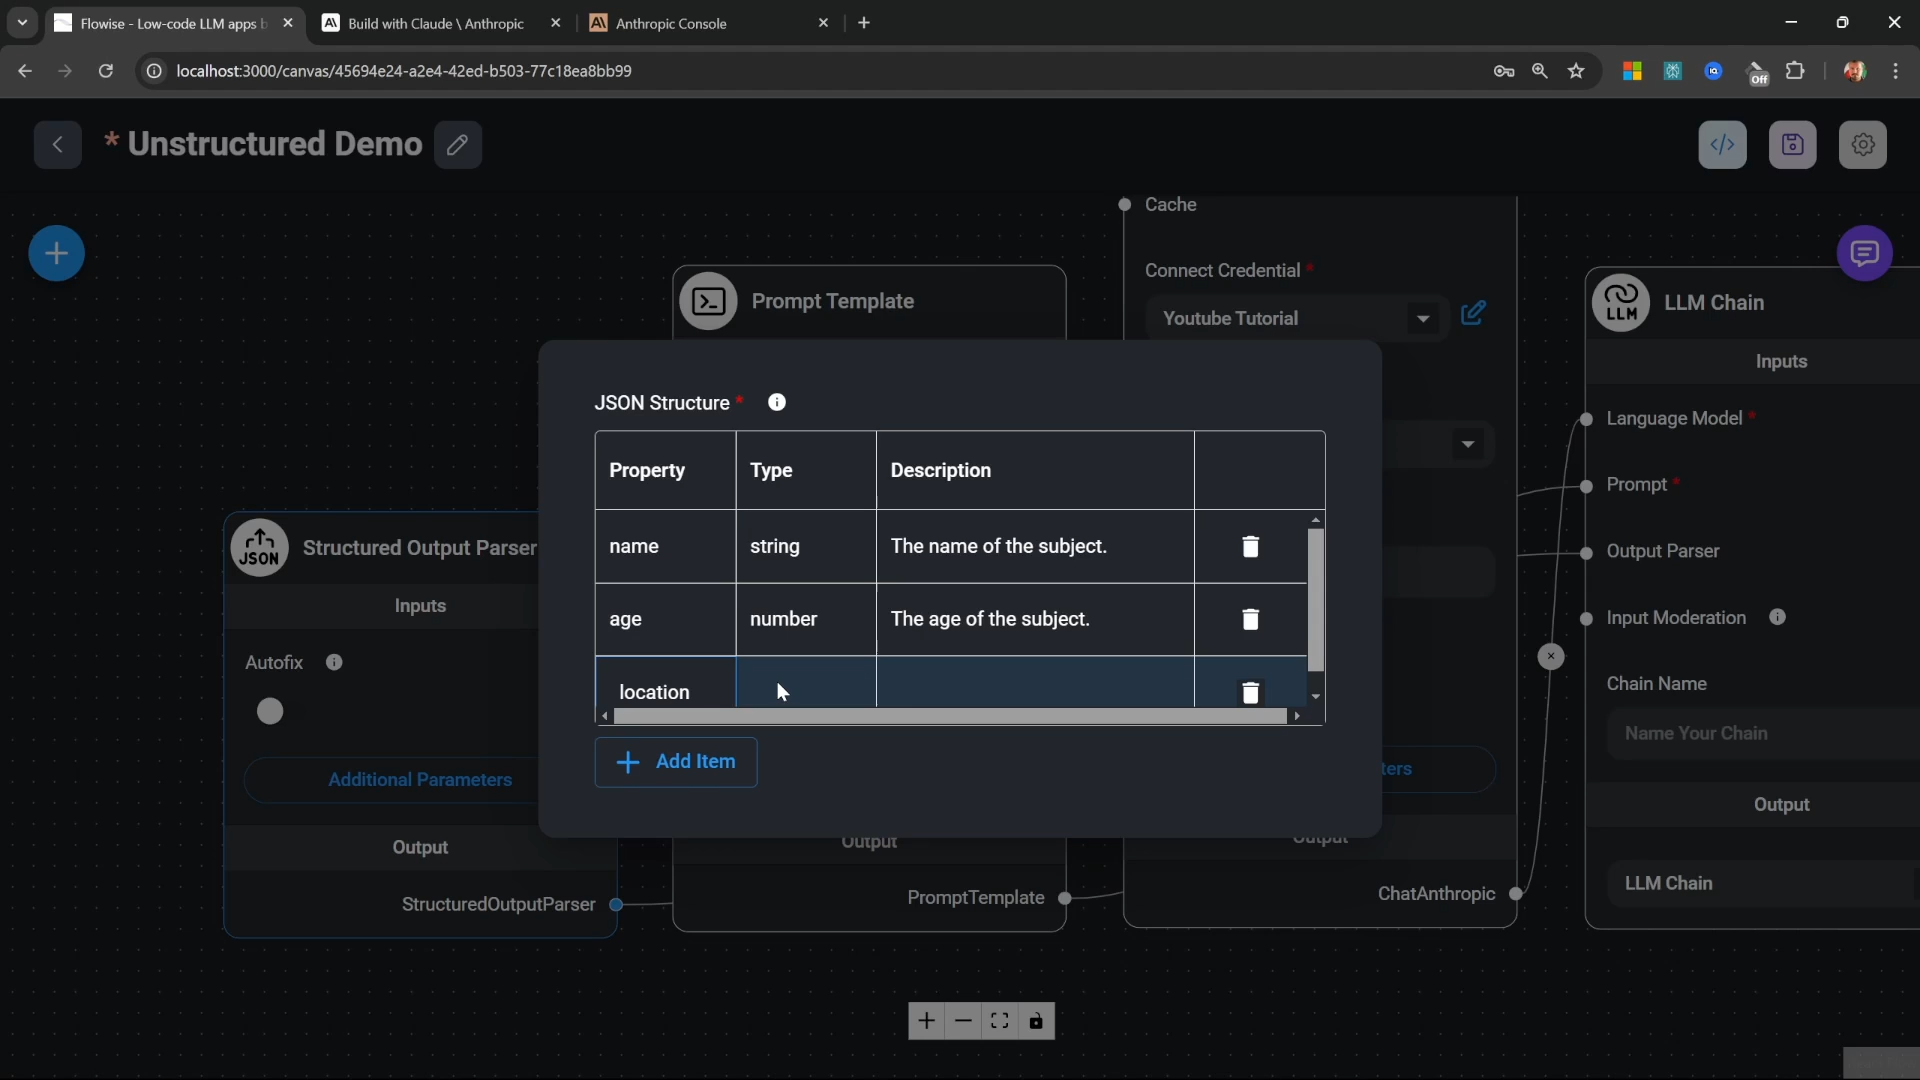 Flowise - Low-code LLM apps b
Build with Claude \ Anthropic
Anthropic Console
localhost:3000/canvas/45694e24-a2e4-42ed-b503-77c18ea8bb99
Off
* Unstructured Demo
Cache
Connect Credential *
Youtube Tutorial
Prompt Template
LLM
LLM Chain
Inputs
Language Model *
Prompt *
Output Parser
Input Moderation
Chain Name
Name Your Chain
Output
LLM Chain
JSON Structure *
Property Type Description
name string The name of the subject.
age number The age of the subject.
location
Add Item
JSON
Structured Output Parser
Inputs
Autofix
Additional Parameters
Output
StructuredOutputParser
Output
PromptTemplate
ters
Output
ChatAnthropic